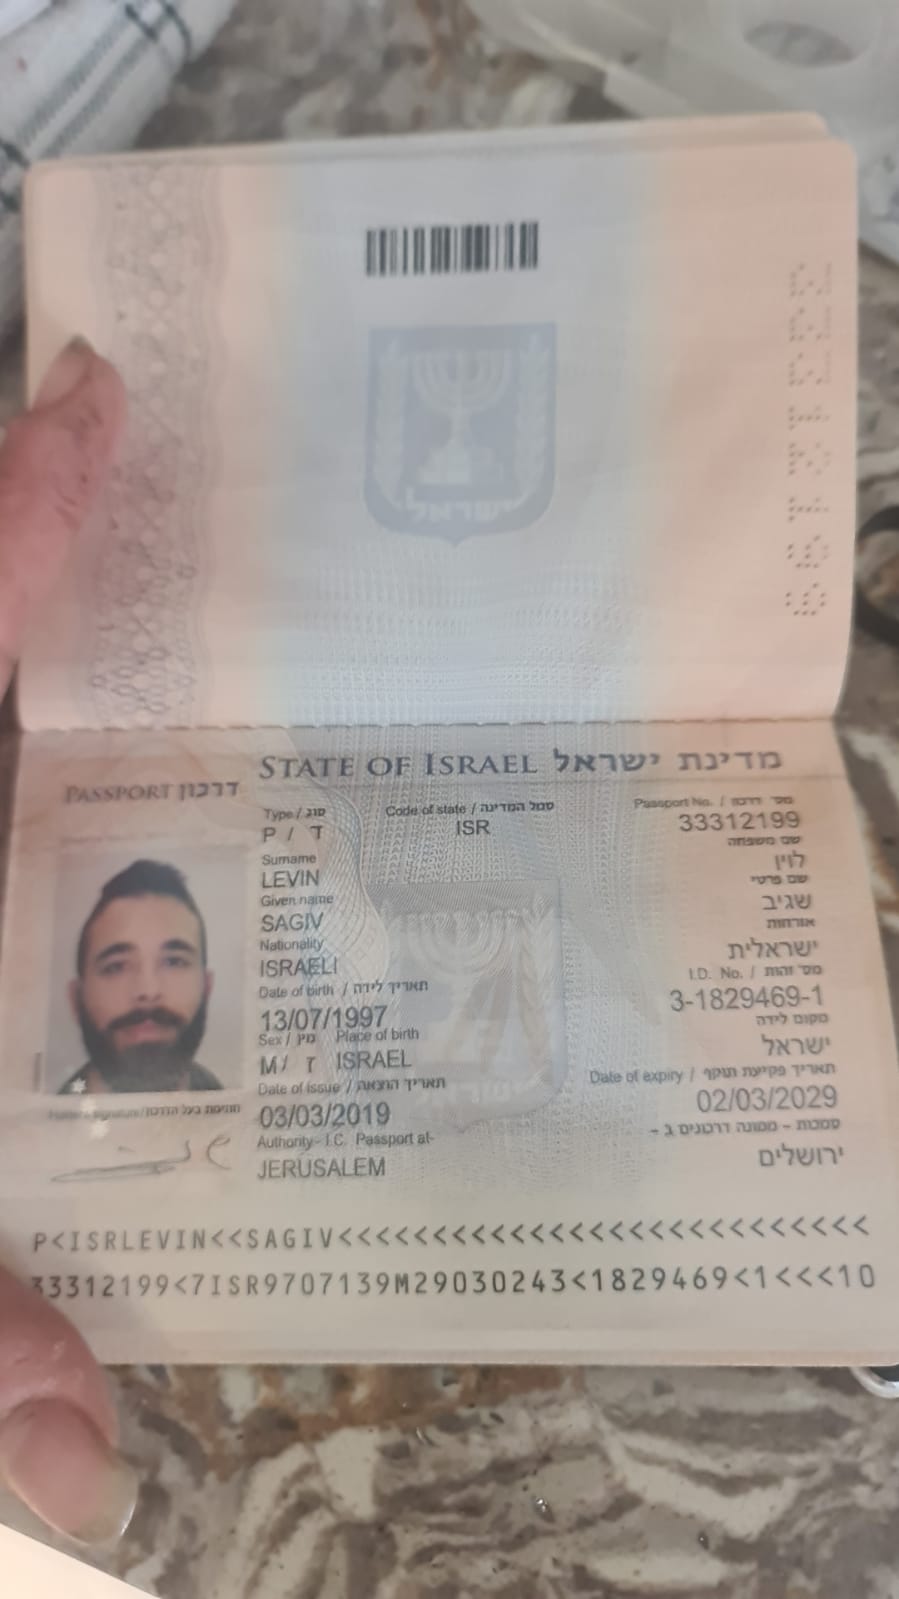 ישראל
STATE OF ISRAEL מדינת ישראל
PASSPORT דרכון
Type / סוג
Code of state / סמל המדינה
Passport No. / מס' דרכון
P / ד
ISR
33312199
שם משפחה
Surname
לוין
LEVIN
שם פרטי
Given name
שגיב
SAGIV
אזרחות
Nationality
ישראלית
ISRAELI
I.D. No. / מס' זהות
Date of birth / תאריך לידה
3-1829469-1
13/07/1997
מקום לידה
Sex / מין Place of birth
ישראל
M/ ז ISRAEL
Date of expiry / תאריך פקיעת תוקף
Date of issue / תאריך הוצאה
02/03/2029
03/03/2019
סמכות - ממונה דרכונים ב -
Authority- I.C. Passport at-
ירושלים
JERUSALEM
Holder's signature/חתימת בעל הדרכון
P<ISRLEVIN<<SAGIV<<<<<<<<<<<<<<<<<<<<<<<<<<<
33312199<7ISR9707139M29030243<1829469<1<<<10